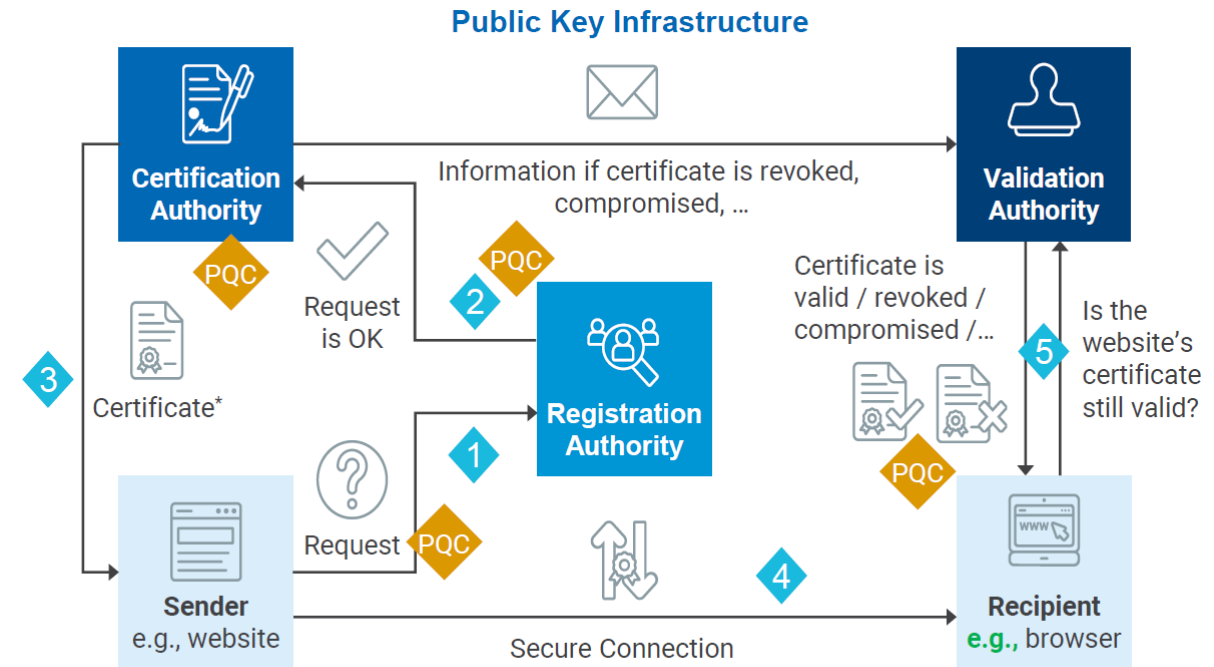 Public Key Infrastructure
Certification
Authority
Information if certificate is revoked,
compromised, ...
Validation
Authority
PQC
Request
is OK
2
PQC
Certificate is
valid / revoked /
compromised /...
5
Is the
website's
certificate
still valid?
3
Certificate*
Registration
Authority
1
PQC
Request
PQC
WWW
4
Sender
e.g., website
Secure Connection
Recipient
e.g., browser